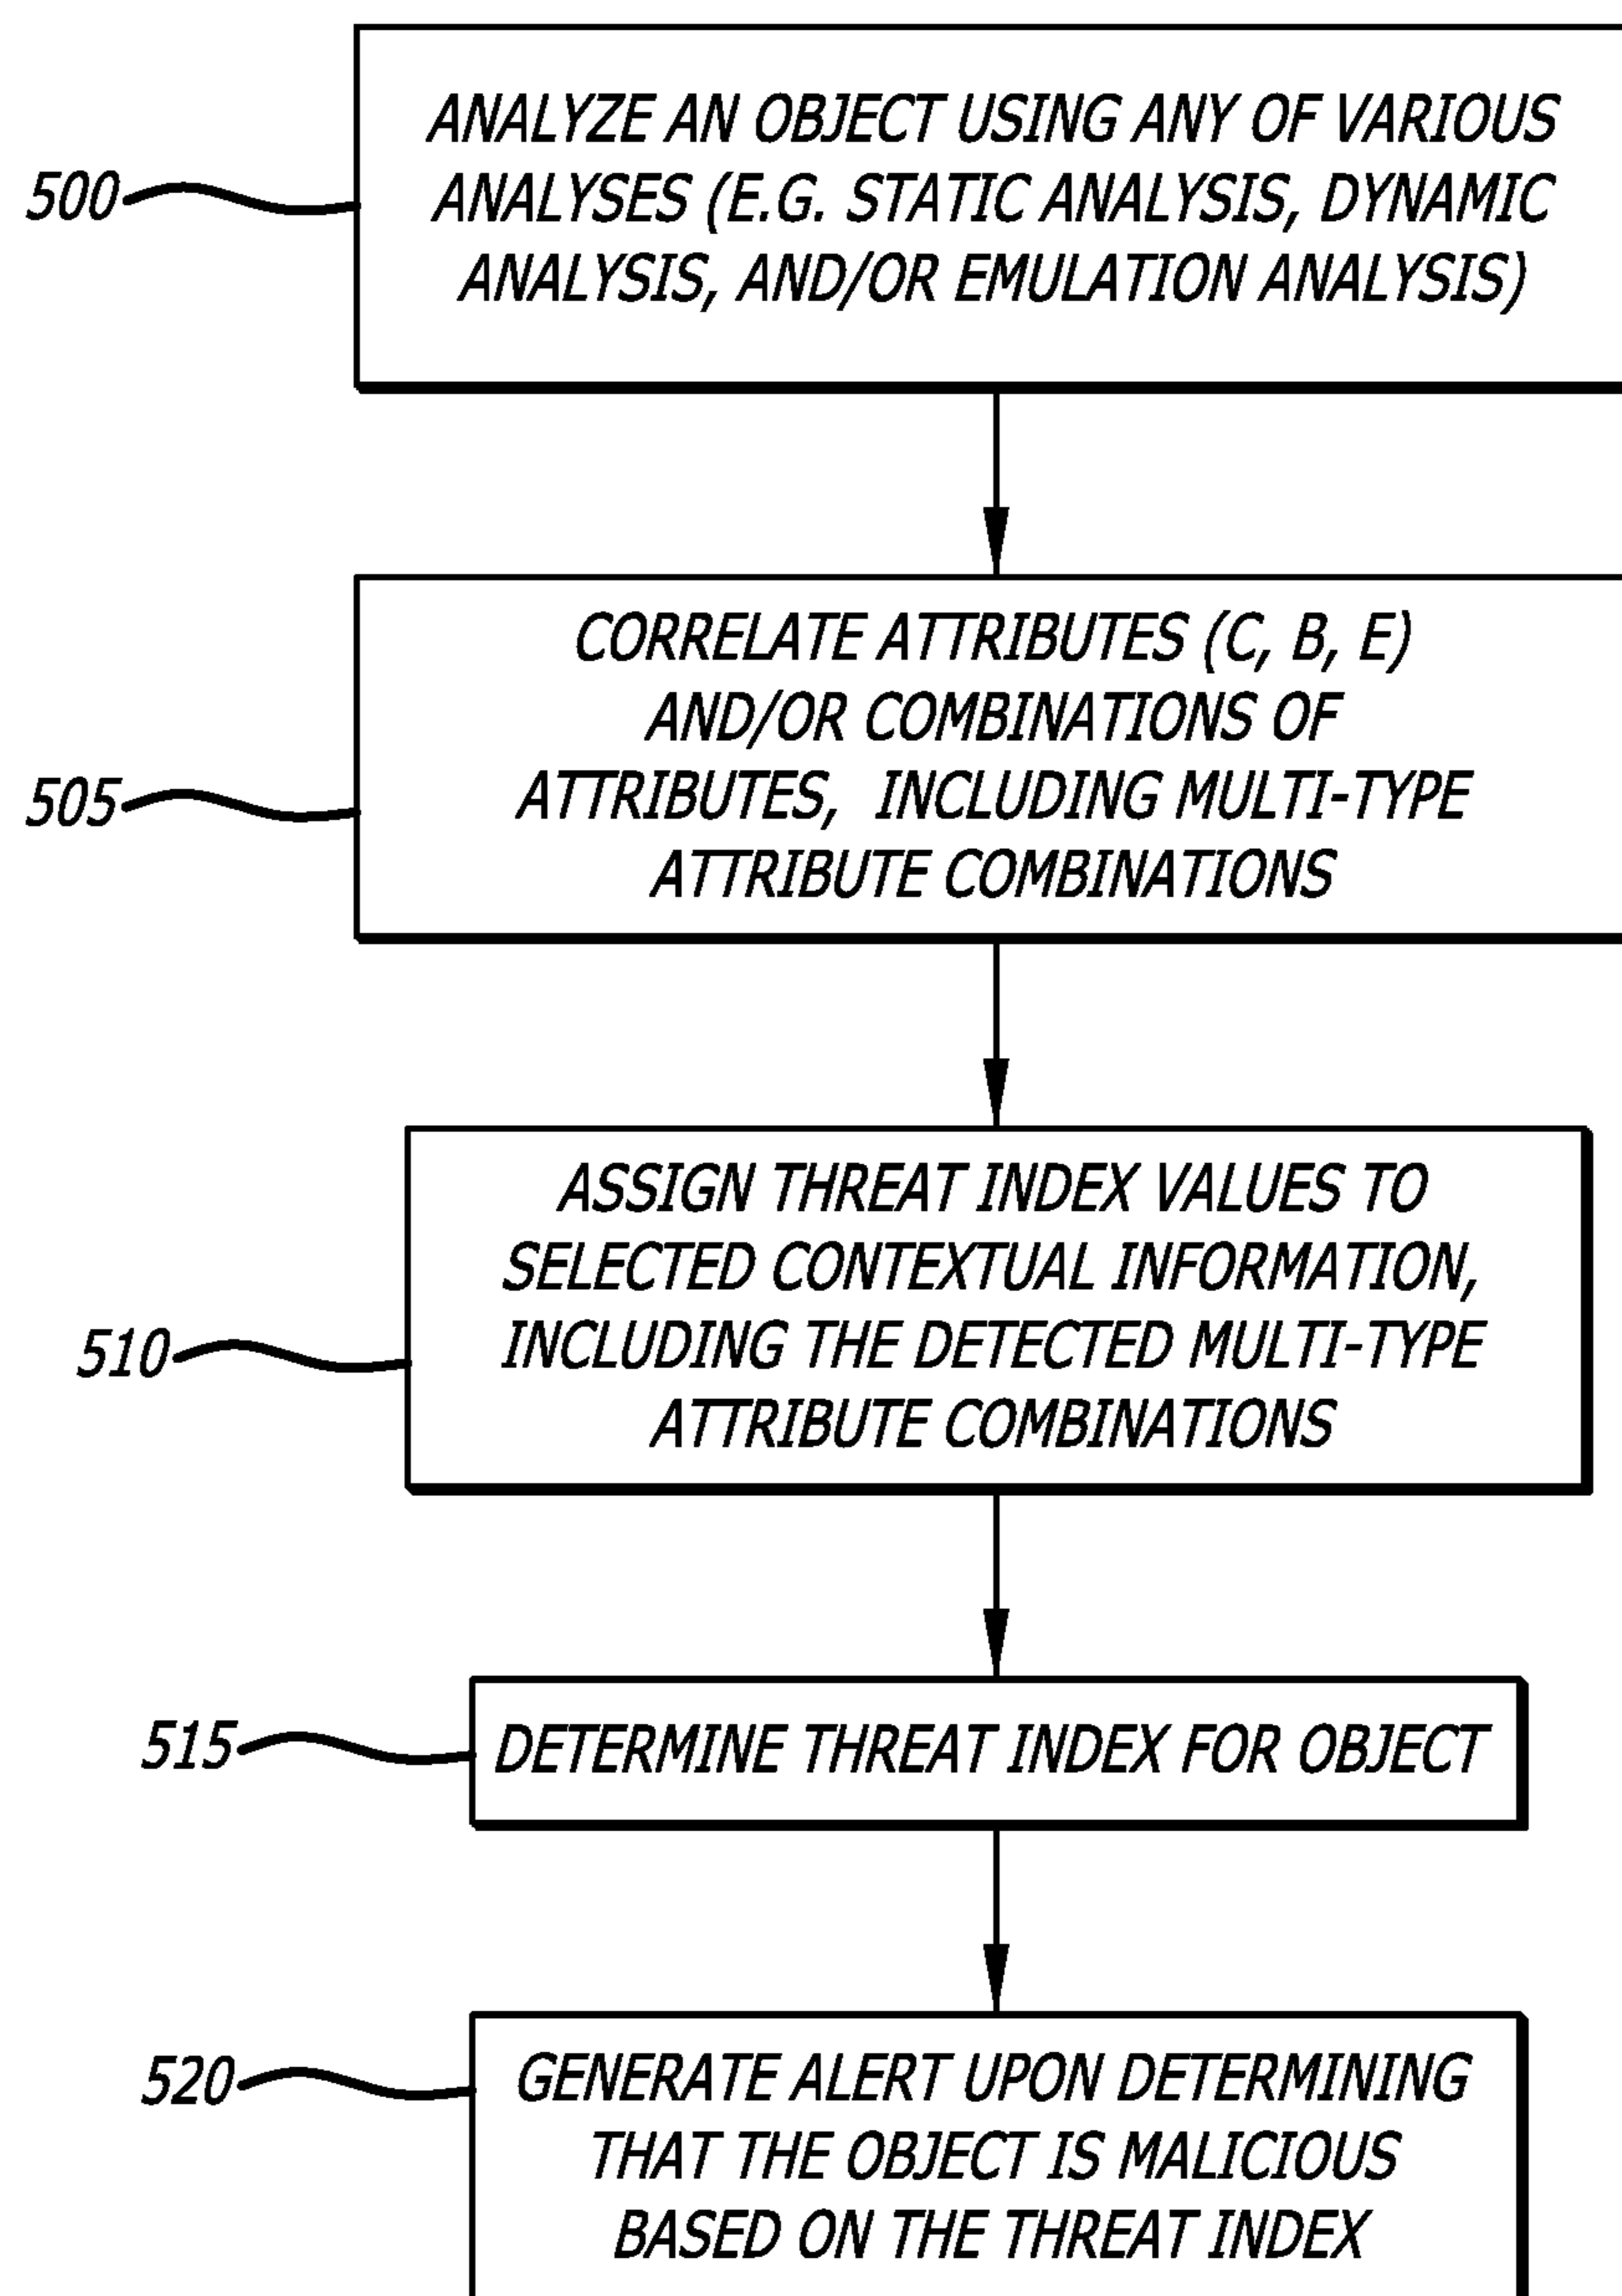 ANALYZE AN OBJECT USING ANY OF VARIOUS
500
ANALYSES (E.G. STATIC ANALYSIS, DYNAMIC
ANALYSIS, AND/OR EMULATION ANALYSIS)
CORRELATE ATTRIBUTES (C, B, E)
AND/OR COMBINATIONS OF
505
ATTRIBUTES, INCLUDING MULTI-TYPE
ATTRIBUTE COMBINATIONS
ASSIGN THREAT INDEX VALUES TO
SELECTED CONTEXTUAL INFORMATION,
510
INCLUDING THE DETECTED MULTI-TYPE
ATTRIBUTE COMBINATIONS
515
DETERMINE THREAT INDEX FOR OBJECT
520
GENERATE ALERT UPON DETERMINING
THAT THE OBJECT IS MALICIOUS
BASED ON THE THREAT INDEX